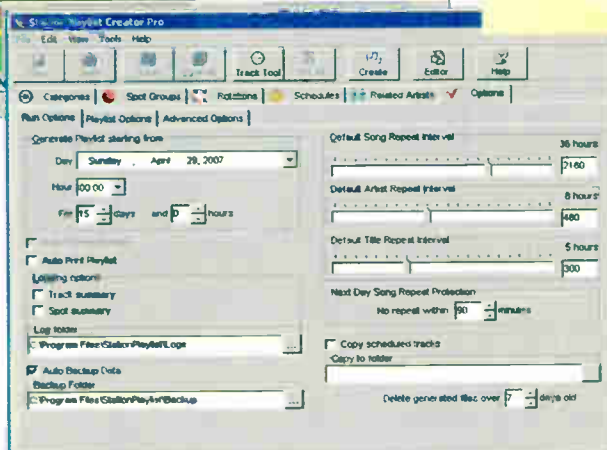 Playlist Creator Pro
Edit View Tools Help
Track Tool Create Editor Help
Categories Spot Groups Rotations Schedules Related Artists Options
Run Options Playlist Options Advanced Options
Generate Playlist starting from
Day Sunday , April 29, 2007
Hour 00:00
For 15 days and 0 hours
Auto Print Playlist
Logging options
Track summary
Spot summary
Log folder
C:\Program Files\StationPlaylist\Logs ...
Auto Backup Data
Backup Folder
C:\Program Files\StationPlaylist\Backup ...
Default Song Repeat Interval
36 hours
2160
Default Artist Repeat Interval
8 hours
480
Default Title Repeat Interval
5 hours
300
Next Day Song Repeat Protection
No repeat within 90 minutes
Copy scheduled tracks
Copy to folder
Delete generated files over 7 days old